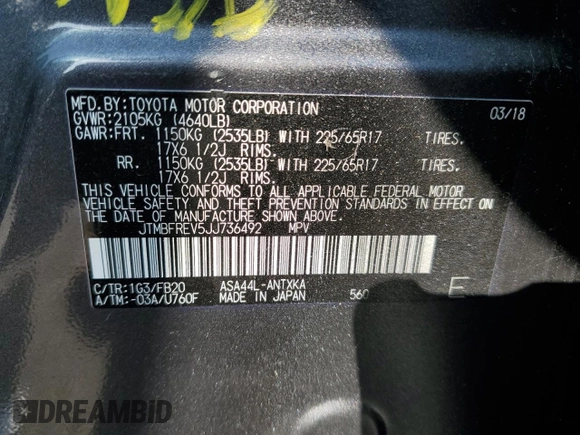 MFD.BY:TOYOTA MOTOR CORPORATION 03/18
GVWR:2105KG (4640LB)
GAWR:FRT. 1150KG (2535LB) WITH 225/65R17 TIRES.
17X6 1/2J RIMS.
RR. 1150KG (2535LB) WITH 225/65R17 TIRES.
17X6 1/2J RIMS.
THIS VEHICLE CONFORMS TO ALL APPLICABLE FEDERAL MOTOR
VEHICLE SAFETY AND THEFT PREVENTION STANDARDS IN EFFECT ON
THE DATE OF MANUFACTURE SHOWN ABOVE.
JTMBFREV5JJ736492 MPV
C/TR:1G3/FB20 ASA44L-ANTXKA
A/TM:-03A/U760F MADE IN JAPAN 560 E
DREAMBID